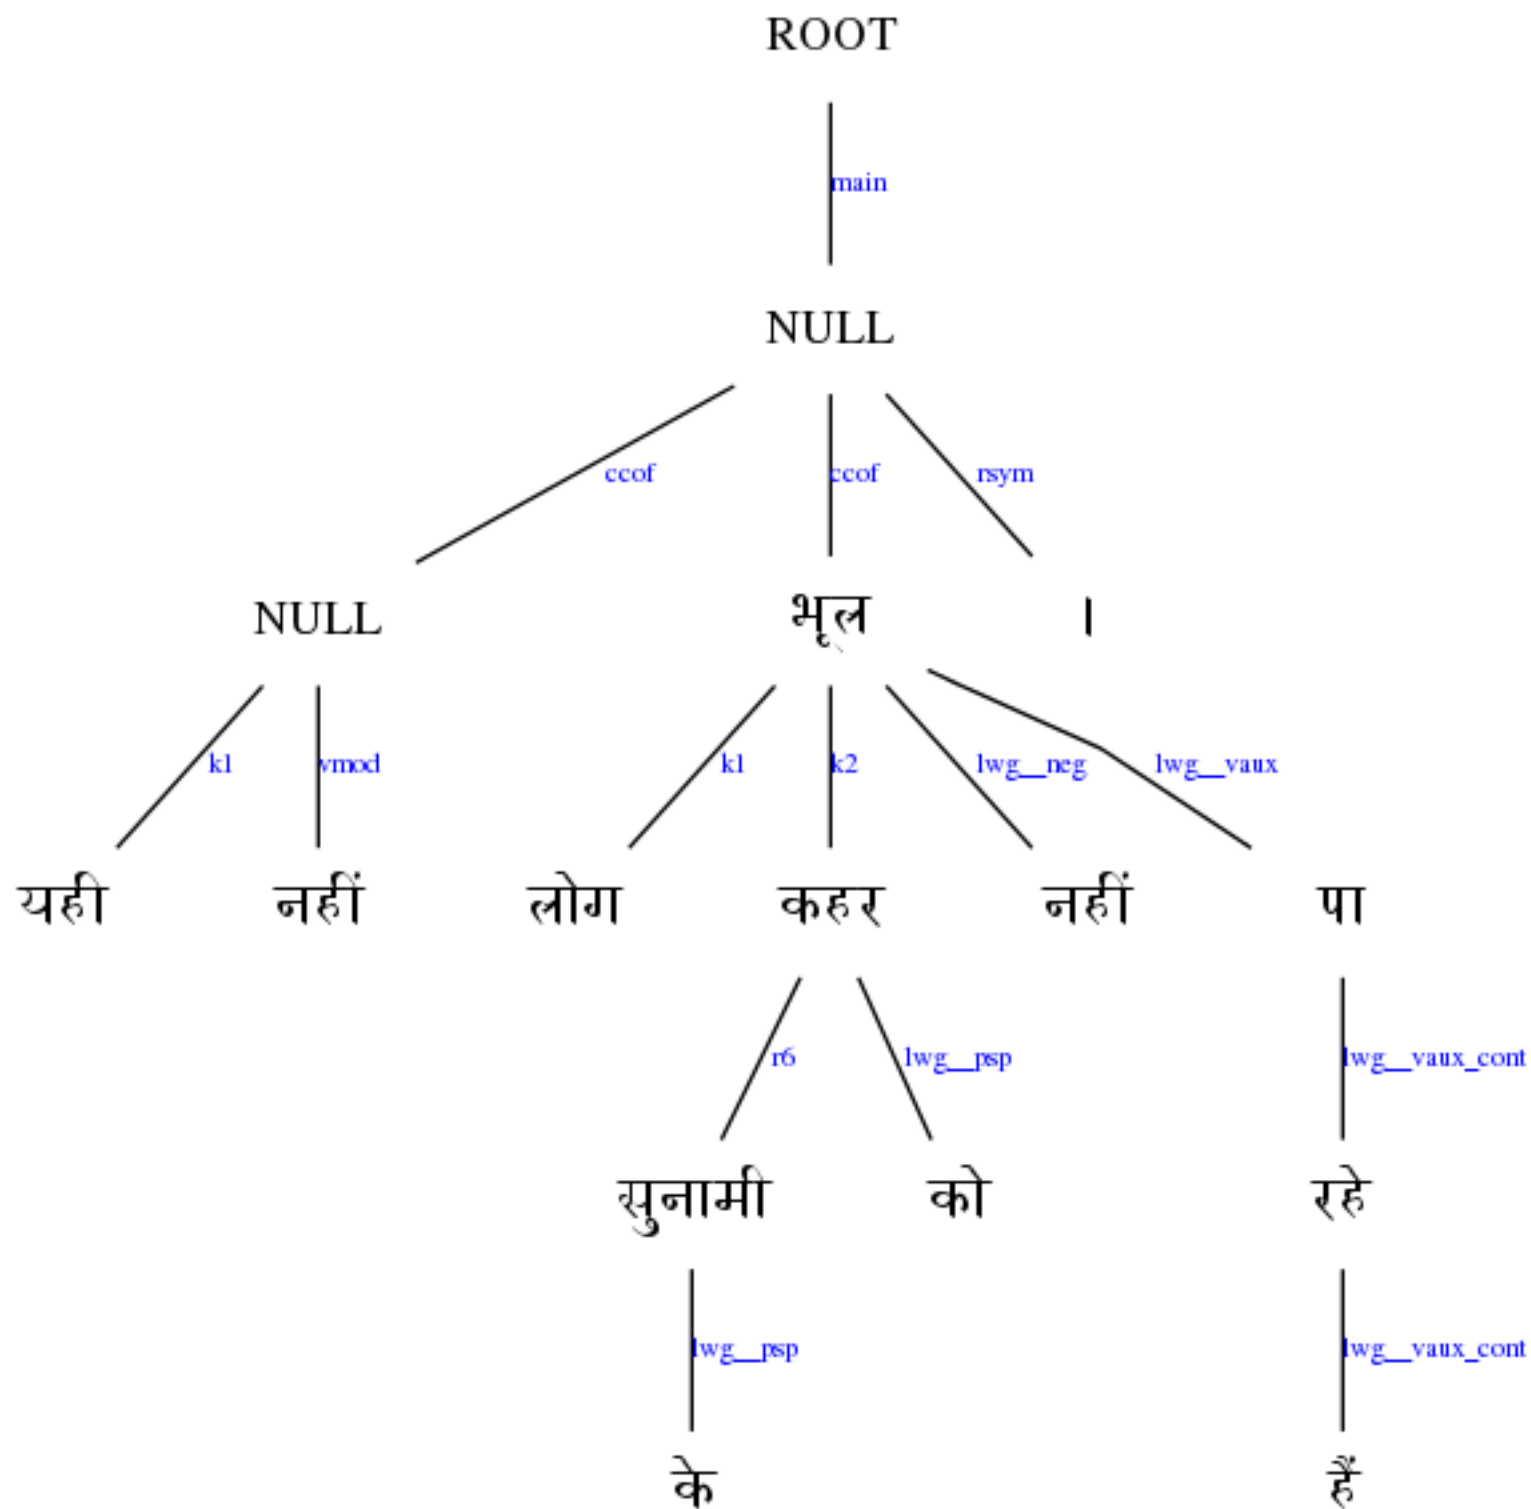 ROOT
main
NULL
ccof ccof rsym
NULL भूल ।
k1 vmod k1 k2 lwg__neg lwg__vaux
यही नहीं लोग कहर नहीं पा
r6 lwg__psp lwg__vaux_cont
सुनामी को रहे
lwg__psp lwg__vaux_cont
के हैं